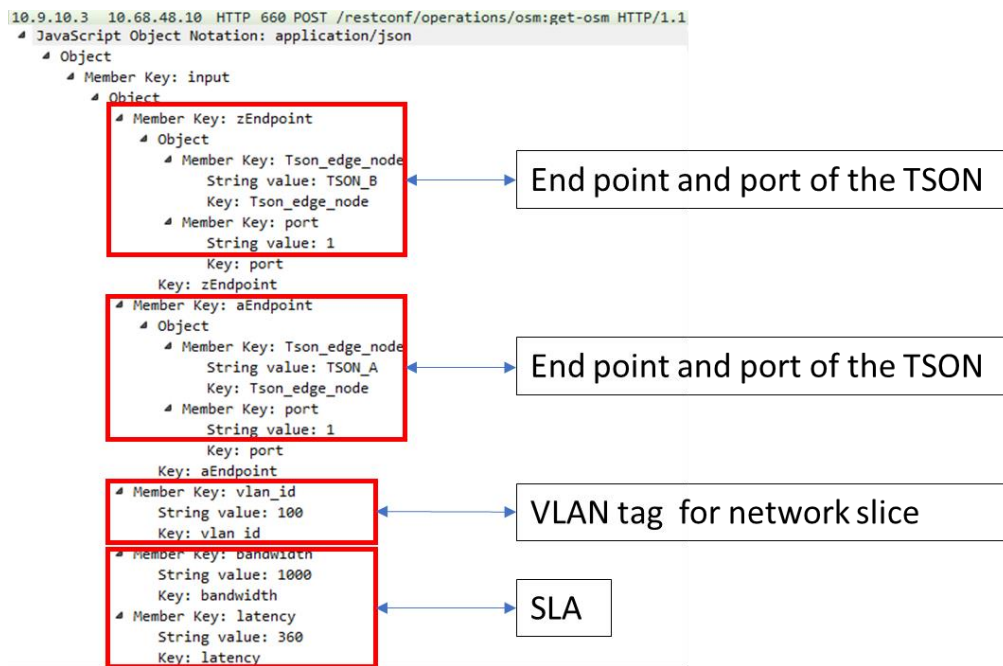 10.9.10.3 10.68.48.10 HTTP 660 POST /restconf/operations/osm:get-osm HTTP/1.1
JavaScript Object Notation: application/json
Object
Member Key: input
Object
Member Key: zEndpoint
Object
Member Key: Tson_edge_node
String value: TSON_B
Key: Tson_edge_node
Member Key: port
String value: 1
Key: port
Key: zEndpoint
End point and port of the TSON
Member Key: aEndpoint
Object
Member Key: Tson_edge_node
String value: TSON_A
Key: Tson_edge_node
Member Key: port
String value: 1
Key: port
Key: aEndpoint
End point and port of the TSON
Member Key: vlan_id
String value: 100
Key: vlan_id
VLAN tag for network slice
Member Key: bandwidth
String value: 1000
Key: bandwidth
Member Key: latency
String value: 360
Key: latency
SLA